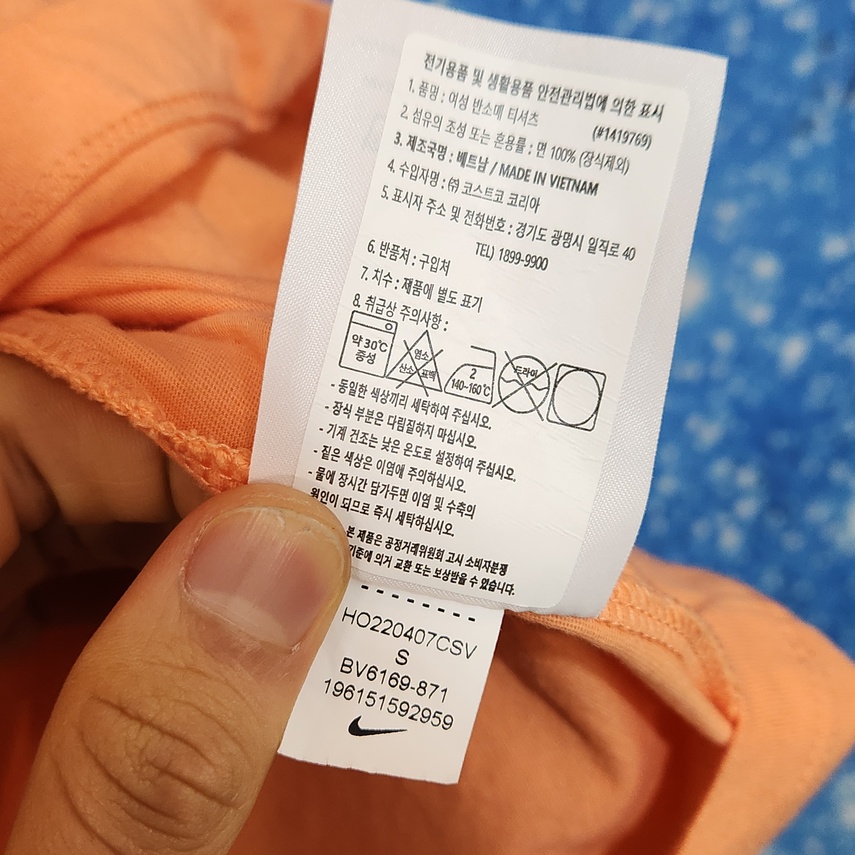 전기용품 및 생활용품 안전관리법에 의한 표시
(#1419769)
1. 품명 : 여성 반소매 티셔츠
2. 섬유의 조성 또는 혼용률 : 면 100% (장식제외)
3. 제조국명 : 베트남 / MADE IN VIETNAM
4. 수입자명 : ㈜ 코스트코 코리아
5. 표시자 주소 및 전화번호 : 경기도 광명시 일직로 40
TEL) 1899-9900
6. 반품처 : 구입처
7. 치수 : 제품에 별도 표기
8. 취급상 주의사항 :
약 30℃
중성
염소
산소 표백
2
140~160℃
드라이
- 동일한 색상끼리 세탁하여 주십시오.
- 장식 부분은 다림질하지 마십시오.
- 기계 건조는 낮은 온도로 설정하여 주십시오.
- 짙은 색상은 이염에 주의하십시오.
- 물에 장시간 담가두면 이염 및 수축의
원인이 되므로 즉시 세탁하십시오.
본 제품은 공정거래위원회 고시 소비자분쟁
기준에 의거 교환 또는 보상받을 수 있습니다.
HO220407CSV
S
BV6169-871
196151592959